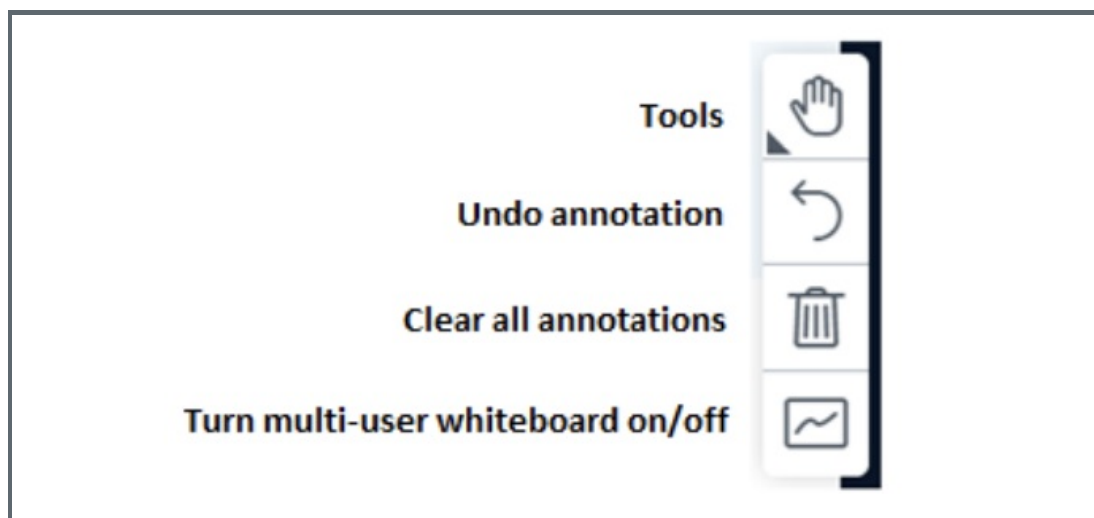 Tools
Undo annotation
Clear all annotations
Turn multi-user whiteboard on/off